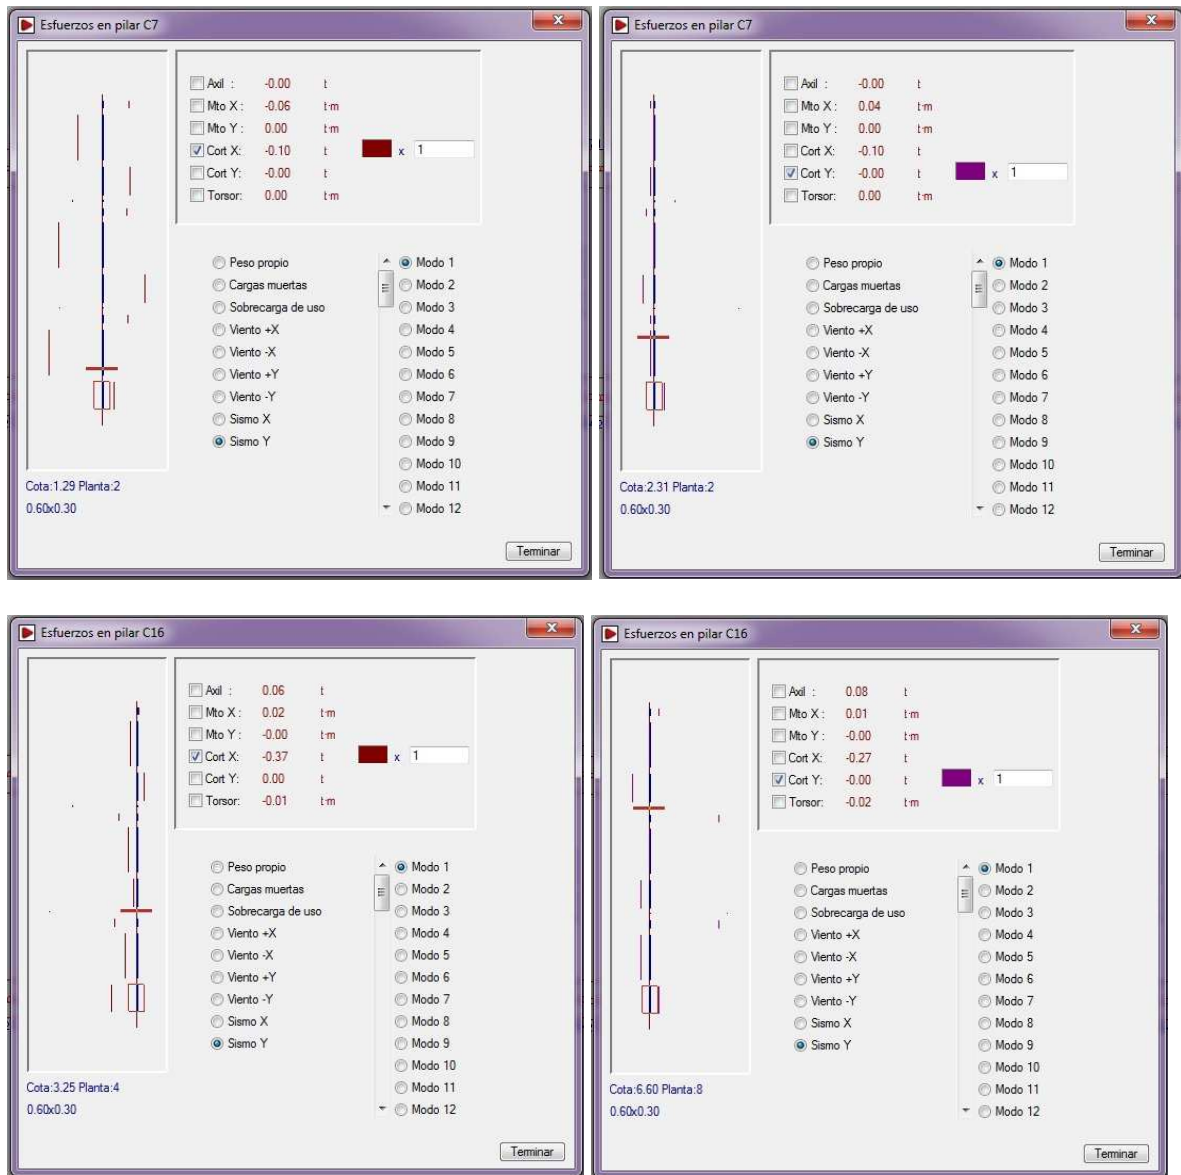 Esfuerzos en pilar C7
x
Axil : -0.00 t
Mto X : -0.06 t·m
Mto Y : 0.00 t·m
Cort X: -0.10 t x 1
Cort Y: -0.00 t
Torsor: 0.00 t·m
Peso propio Modo 1
Cargas muertas Modo 2
Sobrecarga de uso Modo 3
Viento +X Modo 4
Viento -X Modo 5
Viento +Y Modo 6
Viento -Y Modo 7
Sismo X Modo 8
Sismo Y Modo 9
Modo 10
Modo 11
Modo 12
Cota:1.29 Planta:2
0.60x0.30
Terminar
Esfuerzos en pilar C7
x
Axil : -0.00 t
Mto X : 0.04 t·m
Mto Y : 0.00 t·m
Cort X: -0.10 t
Cort Y: -0.00 t x 1
Torsor: 0.00 t·m
Peso propio Modo 1
Cargas muertas Modo 2
Sobrecarga de uso Modo 3
Viento +X Modo 4
Viento -X Modo 5
Viento +Y Modo 6
Viento -Y Modo 7
Sismo X Modo 8
Sismo Y Modo 9
Modo 10
Modo 11
Modo 12
Cota:2.31 Planta:2
0.60x0.30
Terminar
Esfuerzos en pilar C16
x
Axil : 0.06 t
Mto X : 0.02 t·m
Mto Y : -0.00 t·m
Cort X: -0.37 t x 1
Cort Y: 0.00 t
Torsor: -0.01 t·m
Peso propio Modo 1
Cargas muertas Modo 2
Sobrecarga de uso Modo 3
Viento +X Modo 4
Viento -X Modo 5
Viento +Y Modo 6
Viento -Y Modo 7
Sismo X Modo 8
Sismo Y Modo 9
Modo 10
Modo 11
Modo 12
Cota:3.25 Planta:4
0.60x0.30
Terminar
Esfuerzos en pilar C16
x
Axil : 0.08 t
Mto X : 0.01 t·m
Mto Y : -0.00 t·m
Cort X: -0.27 t
Cort Y: -0.00 t x 1
Torsor: -0.02 t·m
Peso propio Modo 1
Cargas muertas Modo 2
Sobrecarga de uso Modo 3
Viento +X Modo 4
Viento -X Modo 5
Viento +Y Modo 6
Viento -Y Modo 7
Sismo X Modo 8
Sismo Y Modo 9
Modo 10
Modo 11
Modo 12
Cota:6.60 Planta:8
0.60x0.30
Terminar